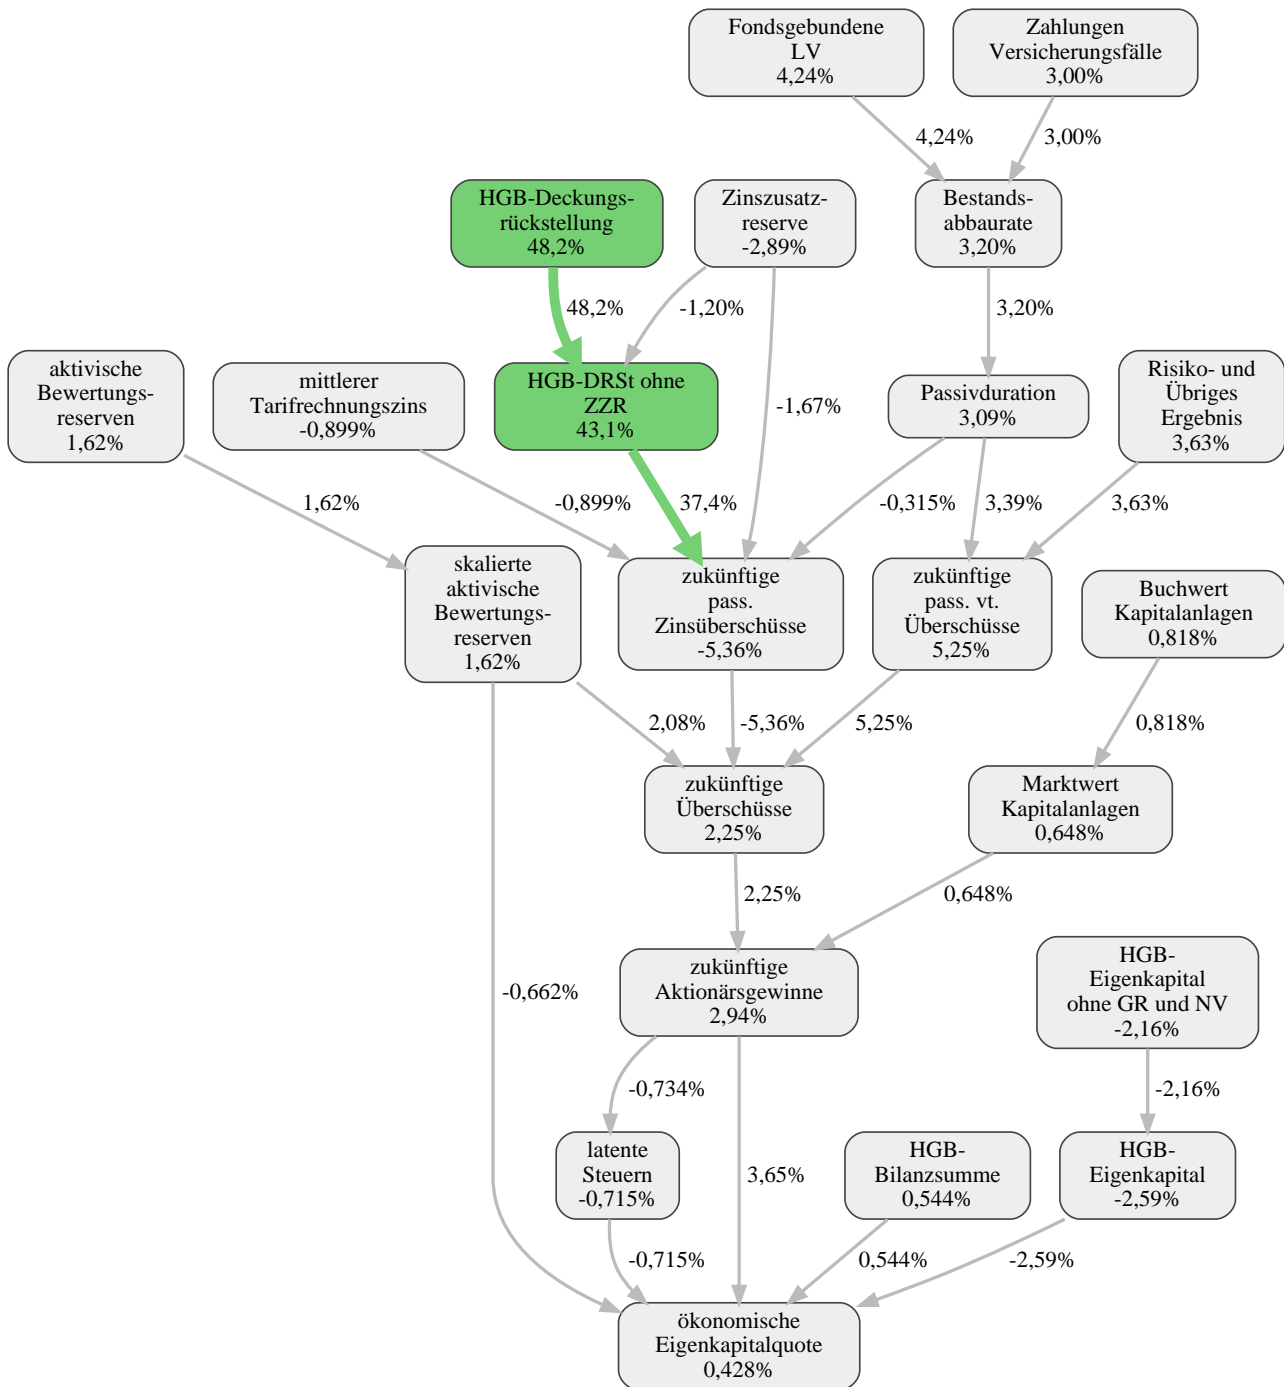 Fondsgebundene
LV
4,24%
Zahlungen
Versicherungsfälle
3,00%
4,24%
3,00%
HGB-Deckungs-
rückstellung
48,2%
Zinszusatz-
reserve
-2,89%
Bestands-
abbaurate
3,20%
48,2%
-1,20%
3,20%
aktivische
Bewertungs-
reserven
1,62%
mittlerer
Tarifrechnungszins
-0,899%
HGB-DRSt ohne
ZZR
43,1%
-1,67%
Passivduration
3,09%
Risiko- und
Übriges
Ergebnis
3,63%
1,62%
-0,899%
37,4%
-0,315%
3,39%
3,63%
skalierte
aktivische
Bewertungs-
reserven
1,62%
zukünftige
pass.
Zinsüberschüsse
-5,36%
zukünftige
pass. vt.
Überschüsse
5,25%
Buchwert
Kapitalanlagen
0,818%
2,08%
-5,36%
5,25%
0,818%
zukünftige
Überschüsse
2,25%
Marktwert
Kapitalanlagen
0,648%
2,25%
0,648%
-0,662%
zukünftige
Aktionärsgewinne
2,94%
HGB-
Eigenkapital
ohne GR und NV
-2,16%
-0,734%
-2,16%
latente
Steuern
-0,715%
3,65%
HGB-
Bilanzsumme
0,544%
HGB-
Eigenkapital
-2,59%
-0,715%
0,544%
-2,59%
ökonomische
Eigenkapitalquote
0,428%